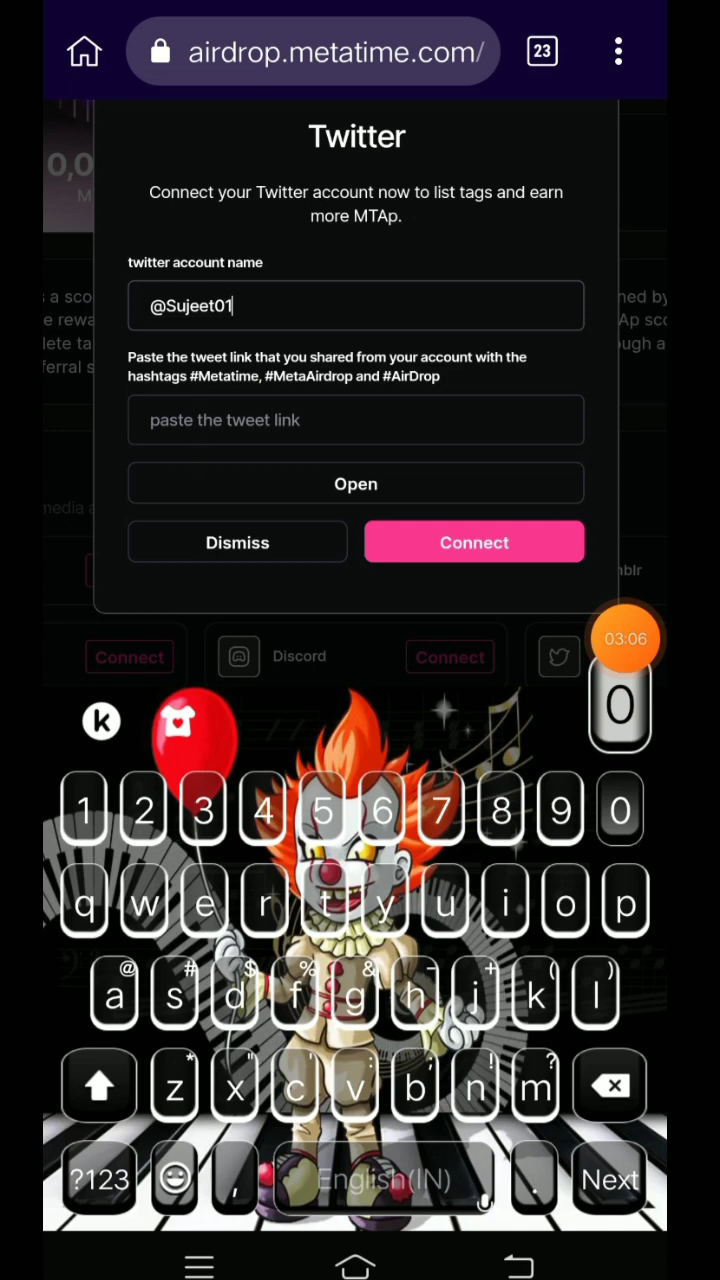 airdrop.metatime.com/
23
Twitter
0,0
M
Connect your Twitter account now to list tags and earn
more MTAp.
twitter account name
@Sujeet01
Paste the tweet link that you shared from your account with the
hashtags #Metatime, #MetaAirdrop and #AirDrop
paste the tweet link
Open
Dismiss
Connect
Connect
Discord
Connect
03:06
k
0
1 2 3 4 5 6 7 8 9 0
q w e r t y u i o p
@ # $ % & - + ( )
a s d f g h j k l
* " ' : ; ! ?
z x c v b n m
?123 , English(IN) . Next